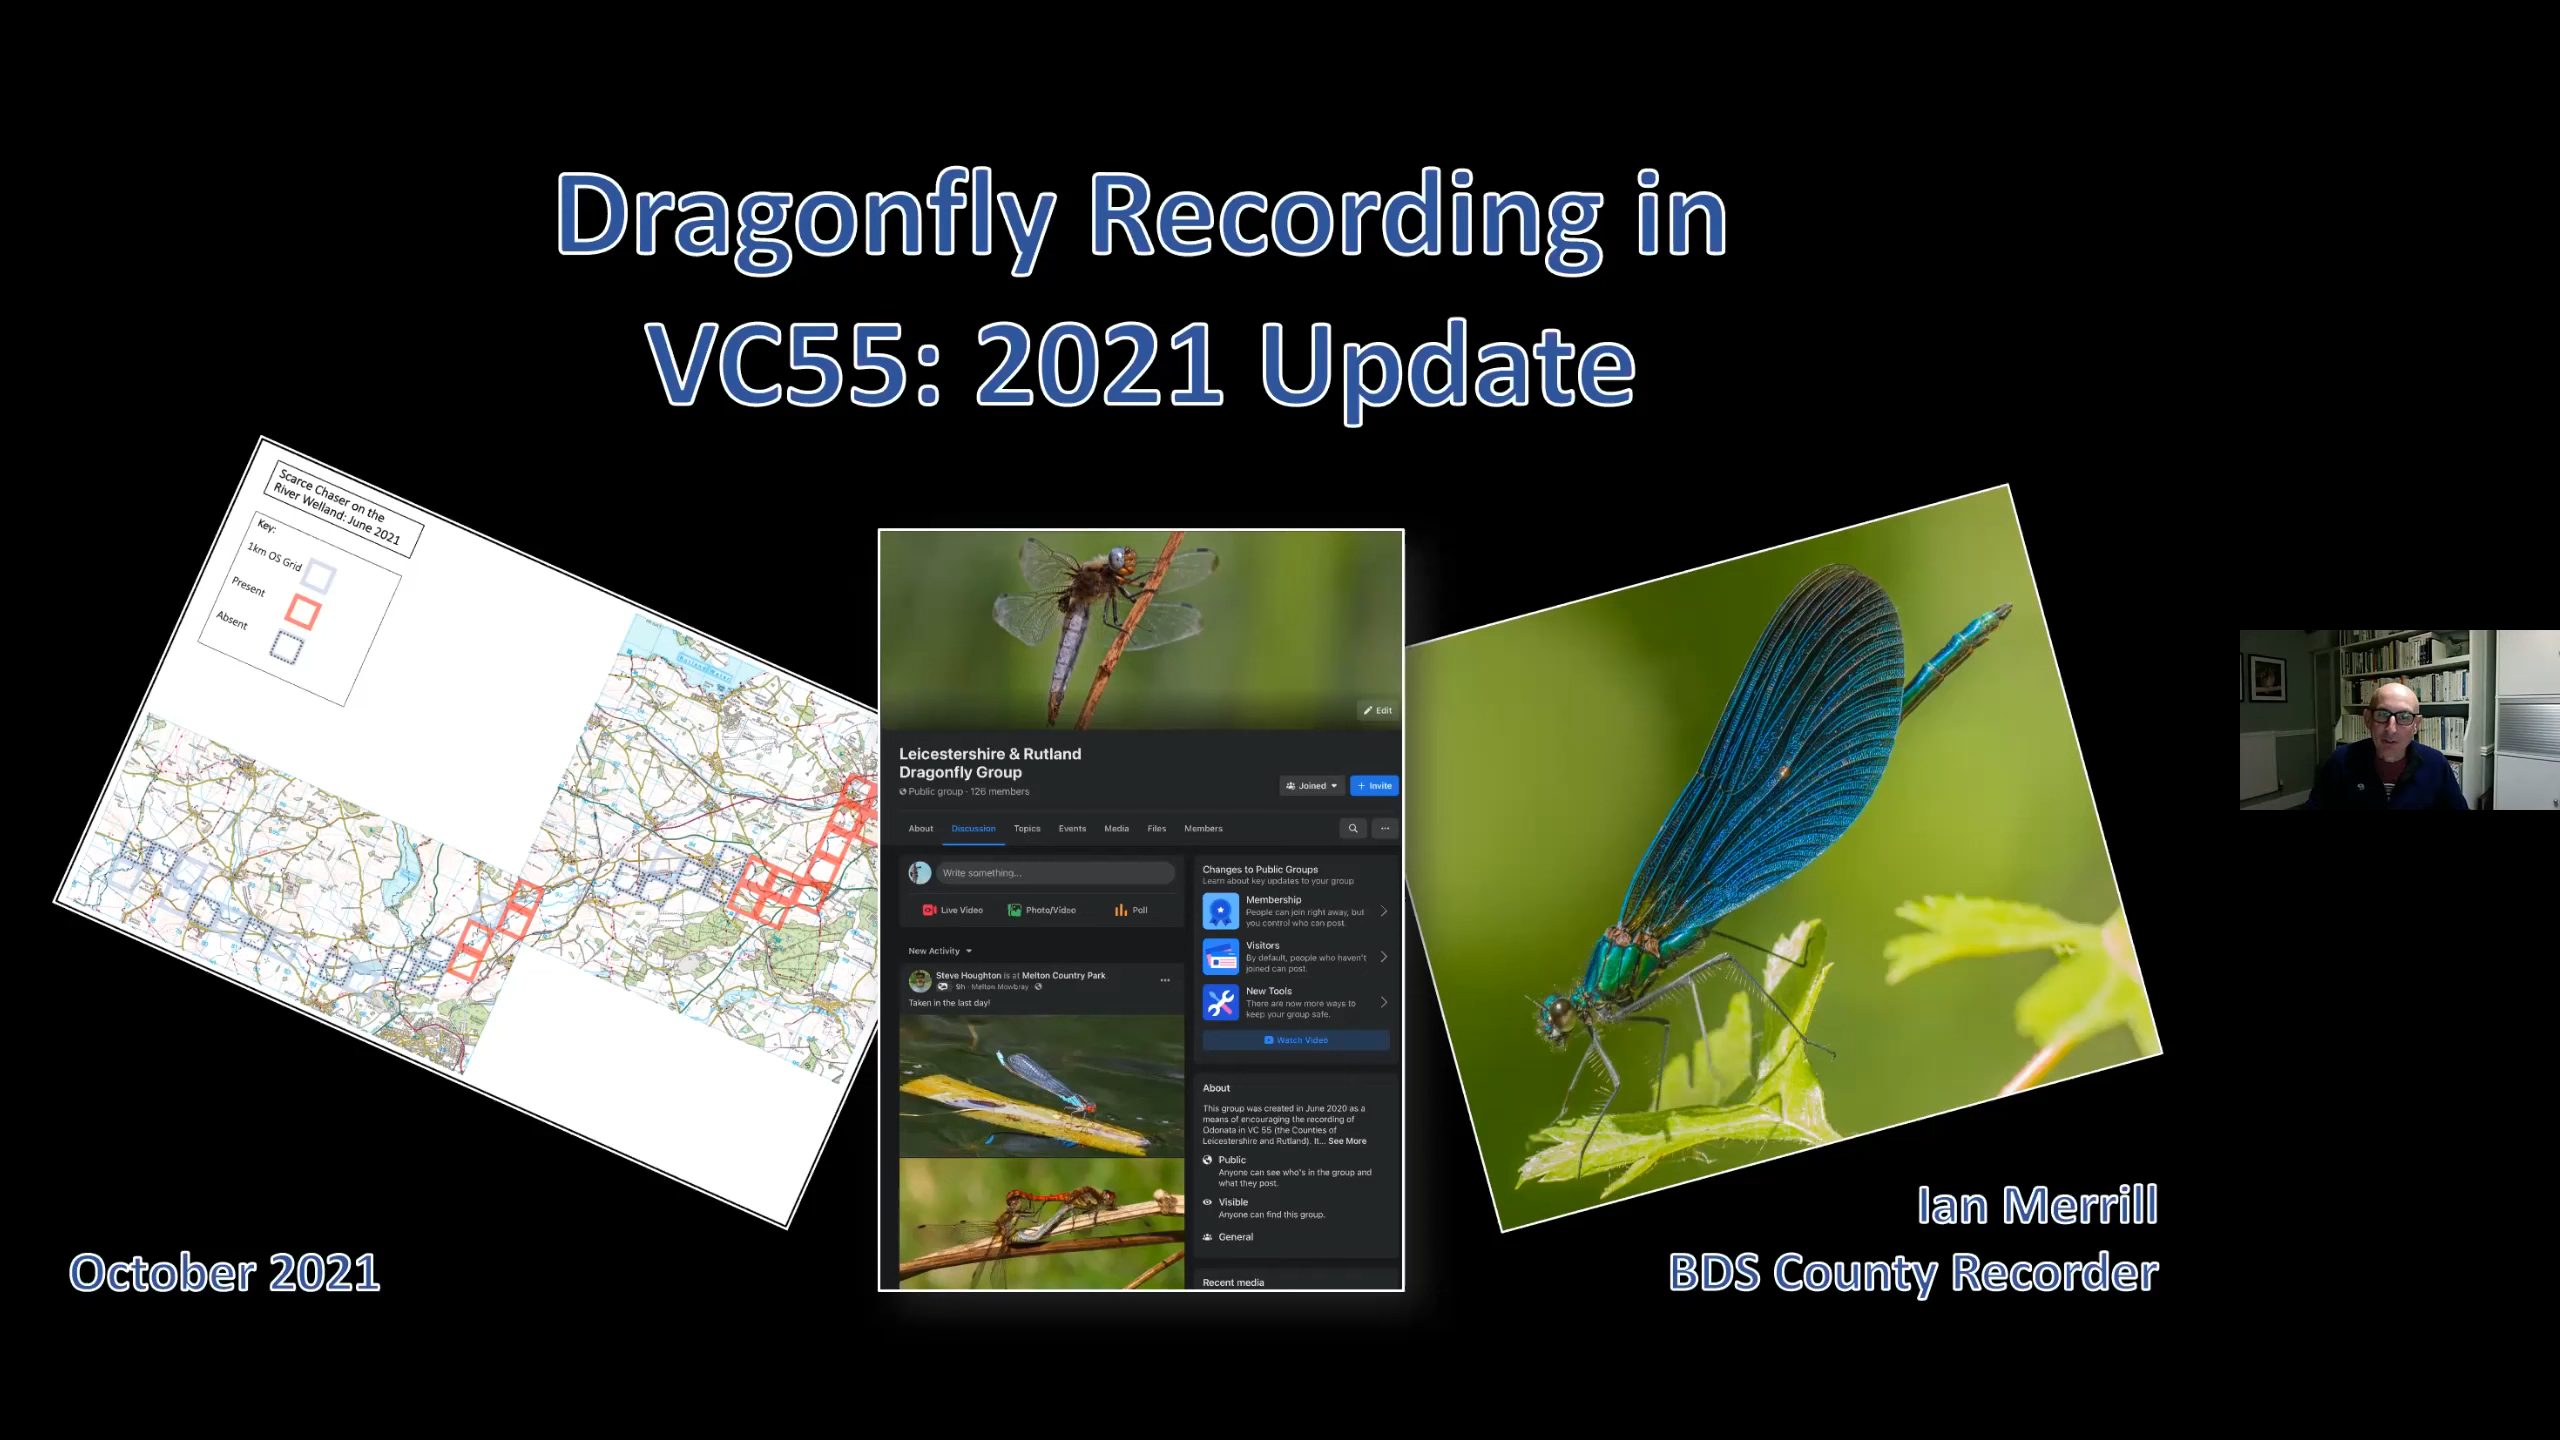 Dragonfly Recording in
VC55: 2021 Update
Scarce Chaser on the
River Welland: June 2021
Key:
1km OS Grid
Present
Absent
Rutland Water
Edit
Leicestershire & Rutland
Dragonfly Group
Public group · 126 members
Joined
+ Invite
About Discussion Topics Events Media Files Members
Write something...
Live Video Photo/Video Poll
New Activity
Steve Houghton is at Melton Country Park.
9h · Melton Mowbray ·
Taken in the last day!
Changes to Public Groups
Learn about key updates to your group
Membership
People can join right away, but
you control who can post.
Visitors
By default, people who haven't
joined can post.
New Tools
There are now more ways to
keep your group safe.
Watch Video
About
This group was created in June 2020 as a
means of encouraging the recording of
Odonata in VC 55 (the Counties of
Leicestershire and Rutland). It... See More
Public
Anyone can see who's in the group and
what they post.
Visible
Anyone can find this group.
General
Recent media
Ian Merrill
BDS County Recorder
October 2021